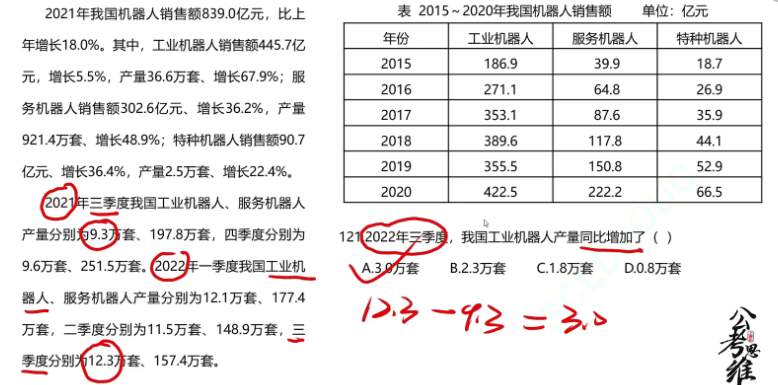 2021年我国机器人销售额839.0亿元，比上
年增长18.0%。其中，工业机器人销售额445.7亿
元，增长5.5%，产量36.6万套、增长67.9%；服
务机器人销售额302.6亿元、增长36.2%，产量
921.4万套、增长48.9%；特种机器人销售额90.7
亿元、增长36.4%，产量2.5万套、增长22.4%。
2021年三季度我国工业机器人、服务机器人
产量分别为9.3万套、197.8万套，四季度分别为
9.6万套、251.5万套。2022年一季度我国工业机
器人、服务机器人产量分别为12.1万套、177.4
万套，二季度分别为11.5万套、148.9万套，三
季度分别为12.3万套、157.4万套。
表 2015～2020年我国机器人销售额 单位：亿元
年份 工业机器人 服务机器人 特种机器人
2015 186.9 39.9 18.7
2016 271.1 64.8 26.9
2017 353.1 87.6 35.9
2018 389.6 117.8 44.1
2019 355.5 150.8 52.9
2020 422.5 222.2 66.5
121.2022年三季度，我国工业机器人产量同比增加了（ ）
A.3.0万套 B.2.3万套 C.1.8万套 D.0.8万套
12.3－9.3＝3.0
公考思维